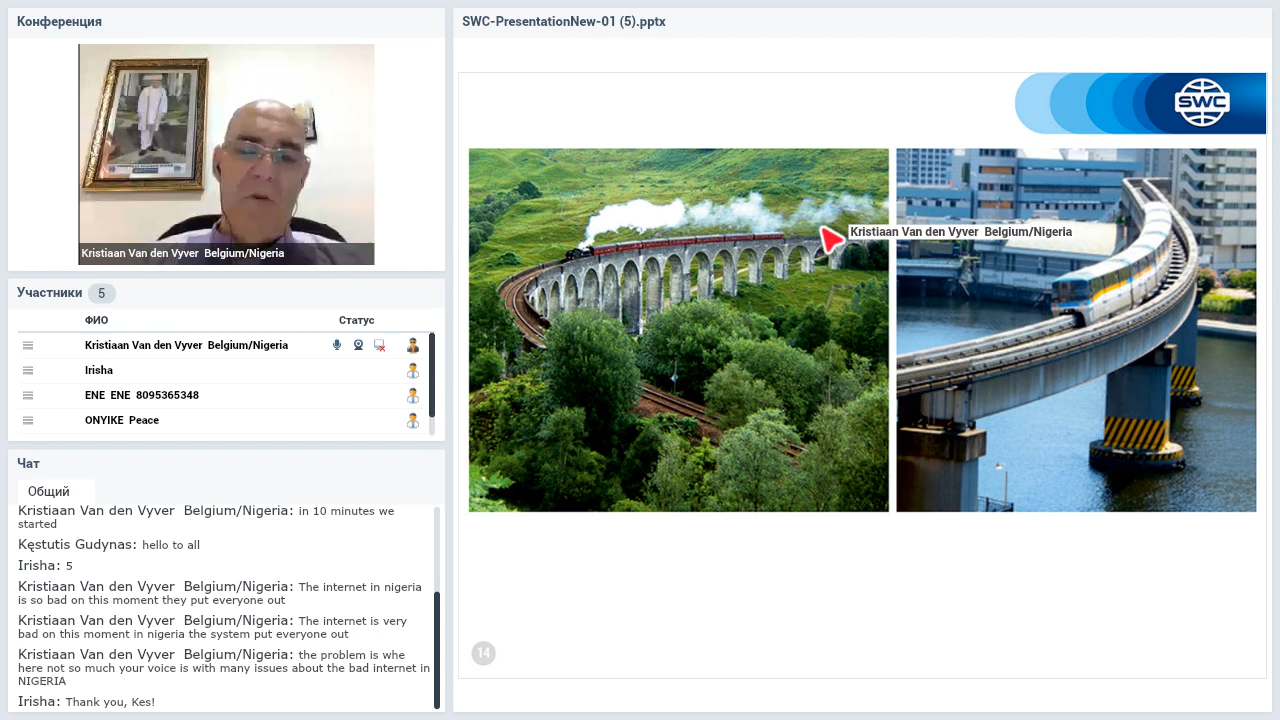 Конференция
Kristiaan Van den Vyver  Belgium/Nigeria
Участники 5
ФИО Статус
Kristiaan Van den Vyver  Belgium/Nigeria
Irisha
ENE  ENE  8095365348
ONYIKE  Peace
Чат
Общий
Kristiaan Van den Vyver  Belgium/Nigeria: in 10 minutes we
started
Kęstutis Gudynas: hello to all
Irisha: 5
Kristiaan Van den Vyver  Belgium/Nigeria: The internet in nigeria
is so bad on this moment they put everyone out
Kristiaan Van den Vyver  Belgium/Nigeria: The internet is very
bad on this moment in nigeria the system put everyone out
Kristiaan Van den Vyver  Belgium/Nigeria: the problem is whe
here not so much your voice is with many issues about the bad internet in
NIGERIA
Irisha: Thank you, Kes!
SWC-PresentationNew-01 (5).pptx
SWC
Kristiaan Van den Vyver  Belgium/Nigeria
14